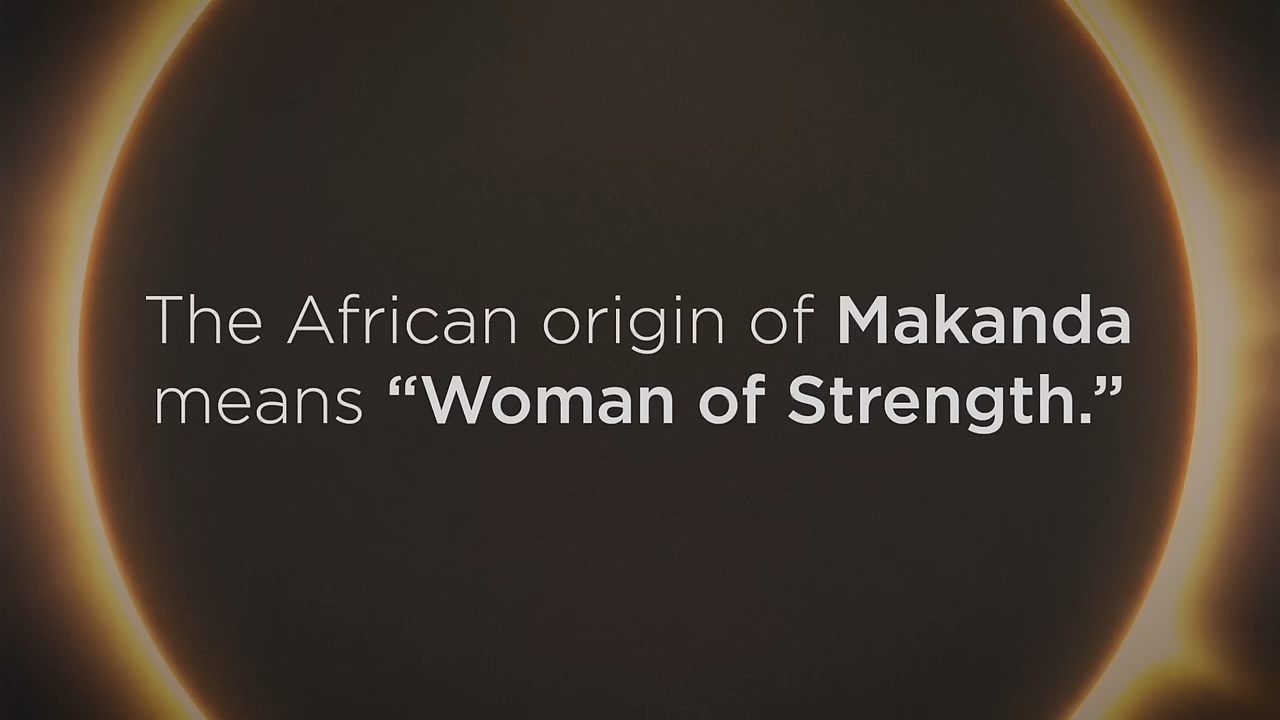 The African origin of Makanda
means “Woman of Strength.”